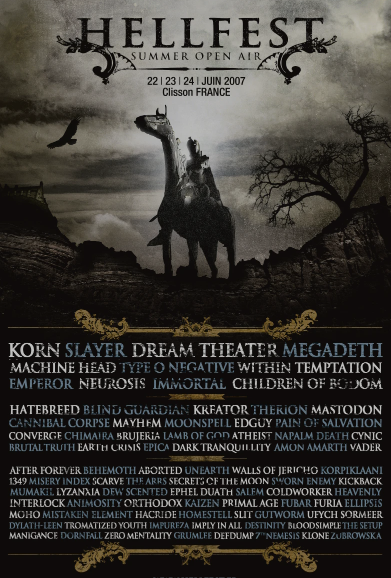 HELLFEST
SUMMER OPEN AIR
22 | 23 | 24 | JUIN 2007
Clisson FRANCE
KORN SLAYER DREAM THEATER MEGADETH
MACHINE HEAD TYPE O NEGATIVE WITHIN TEMPTATION
EMPEROR NEUROSIS IMMORTAL CHILDREN OF BODOM
HATEBREED BLIND GUARDIAN KREATOR THERION MASTODON
CANNIBAL CORPSE MAYHEM MOONSPELL EDGUY PAIN OF SALVATION
CONVERGE CHIMAIRA BRUJERIA LAMB OF GOD ATHEIST NAPALM DEATH CYNIC
BRUTAL TRUTH EARTH CRISIS EPICA DARK TRANQUILLITY AMON AMARTH VADER
AFTER FOREVER BEHEMOTH ABORTED UNEARTH WALLS OF JERICHO KORPIKLANI
1349 MISERY INDEX SCARVE THE ARRS SECRETS OF THE MOON SWORN ENEMY KICKBACK
MUMAKIL LYZANXIA DEW SCENTED EPHEL DUATH SALEM COLDWORKER HEAVENLY
INTERLOCK ANIMOSITY ORTHODOX KAIZEN PRIMAL AGE FUBAR FURIA ELLIPSIS
MGHO MISTAKEN ELEMENT HACRIDE HOMESTELL SLIT GUTWORM UFYCH SORMEUR
DYLATH-LEEN TROMATIZED YOUTH IMPUREZA IMPLY IN ALL DESTINITY BLOODSIMPLE THE SETUP
MANIGANCE DORNFALL ZERO MENTALITY GRUMLEE DEFDUMP 7TH NEMESIS KLONE ZUBROWSKA